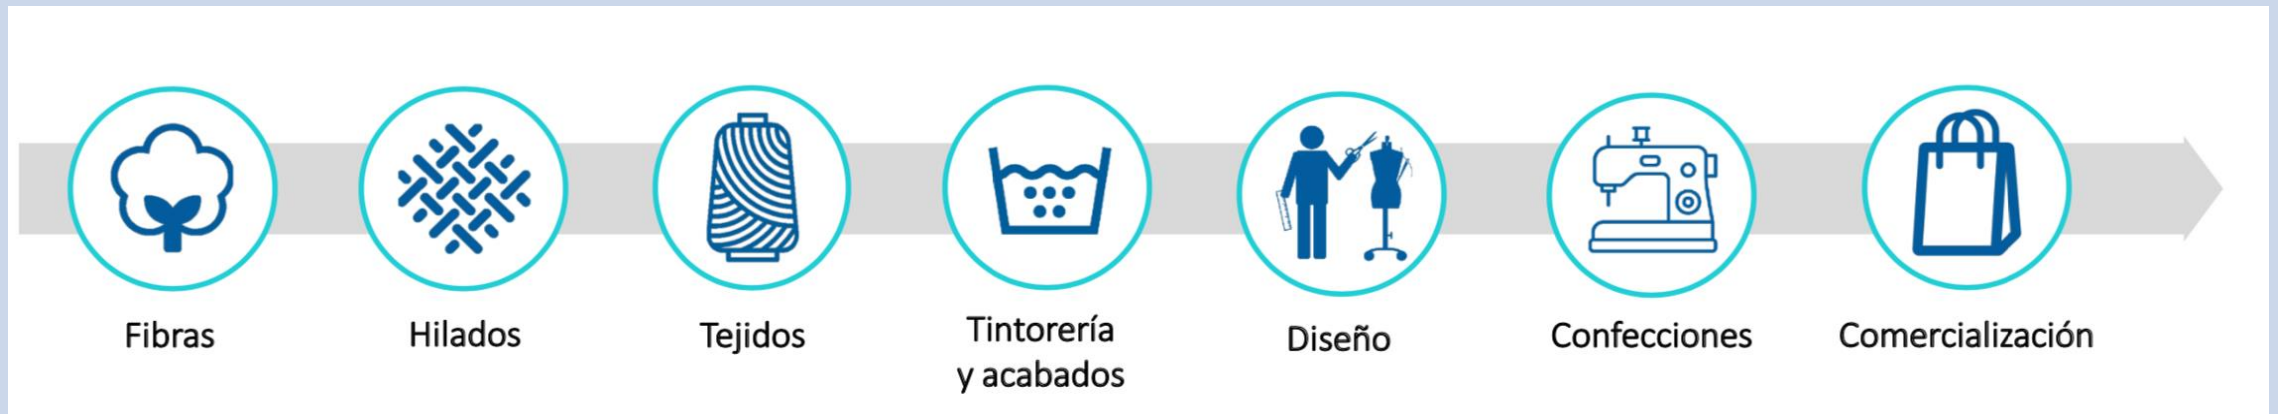 Fibras
Hilados
Tejidos
Tintorería
y acabados
Diseño
Confecciones
Comercialización